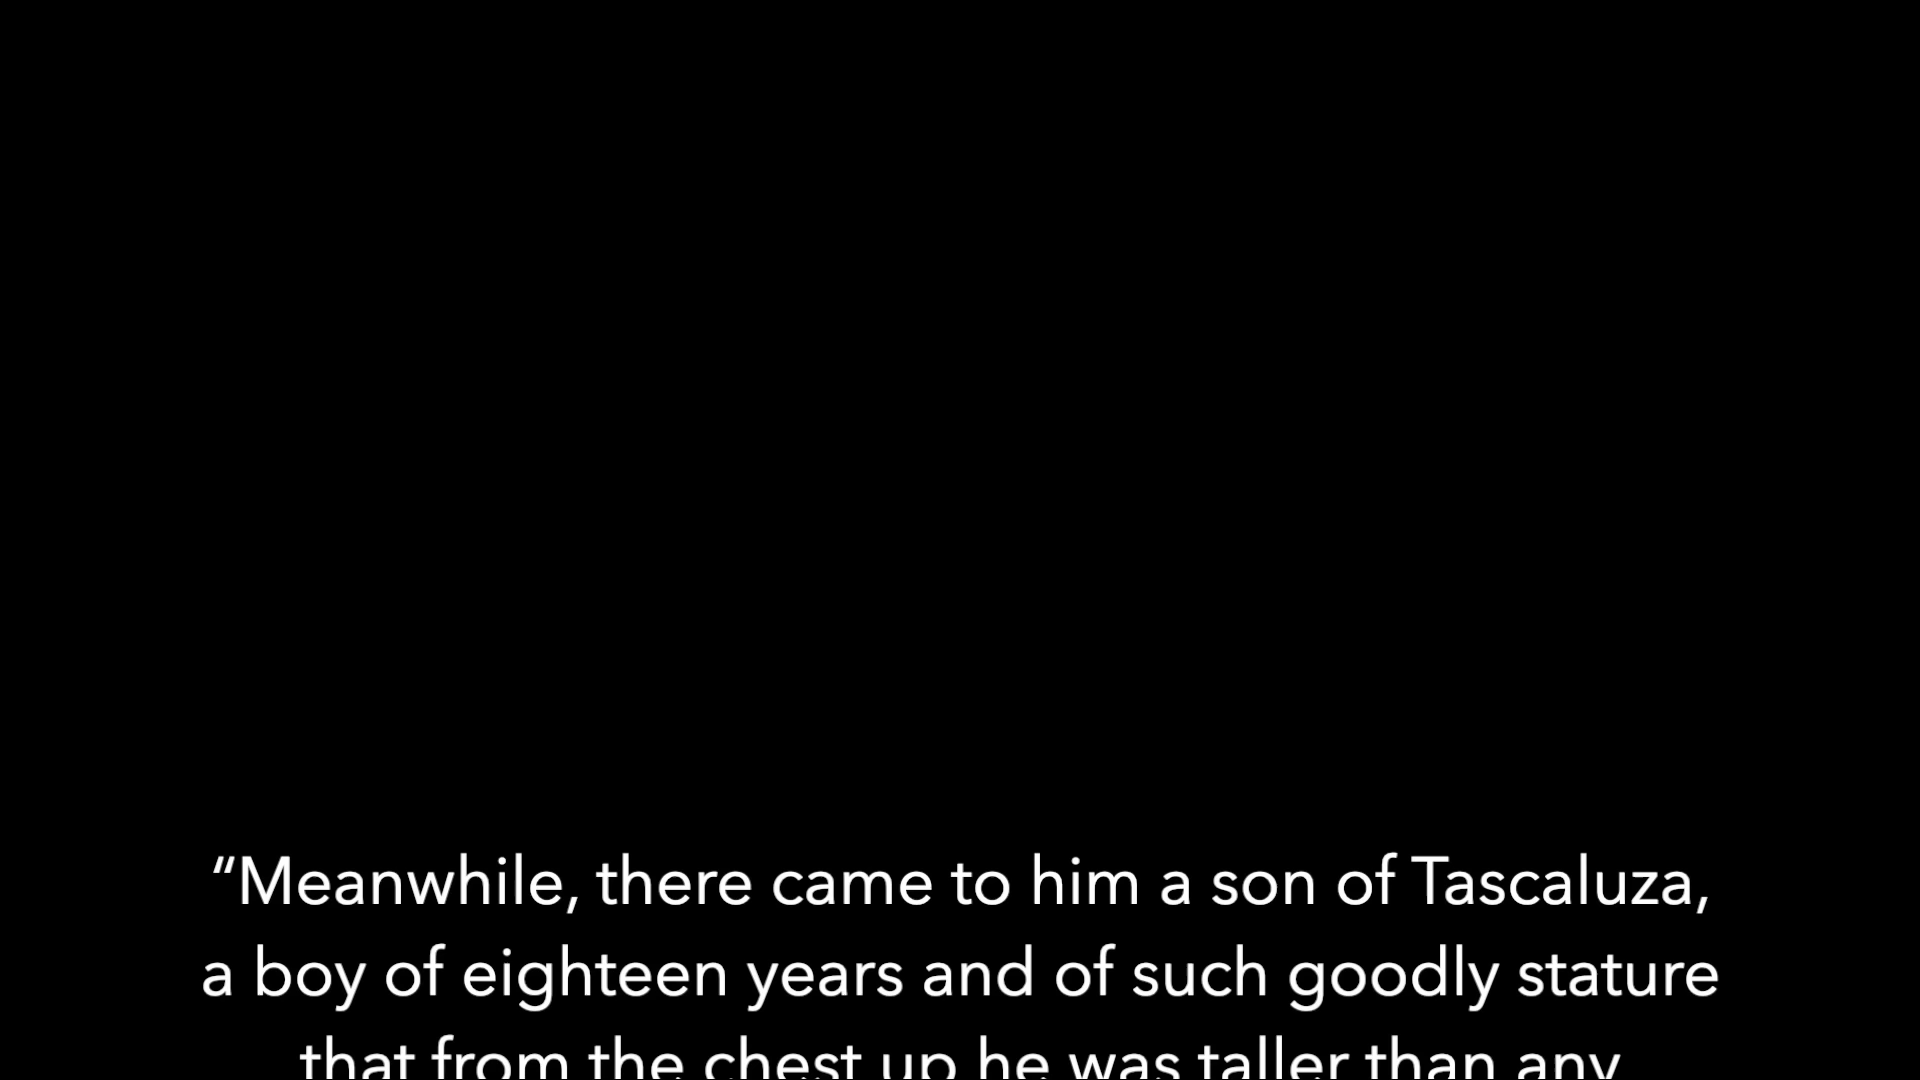 “Meanwhile, there came to him a son of Tascaluza,
a boy of eighteen years and of such goodly stature
that from the chest up he was taller than any